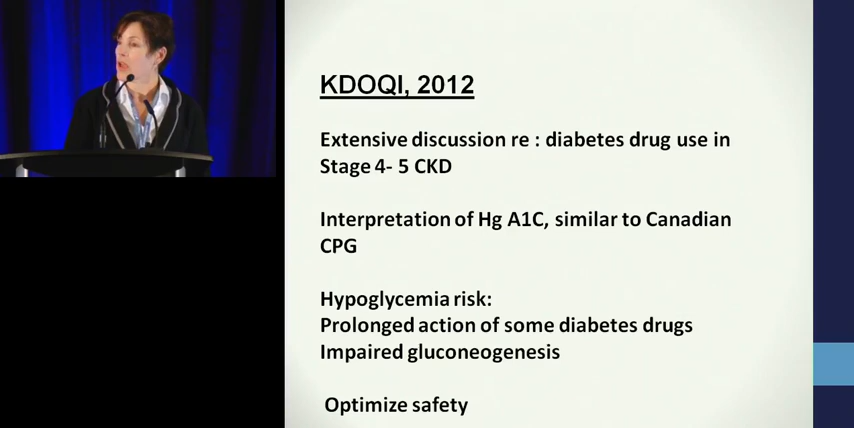 KDOQI, 2012
Extensive discussion re : diabetes drug use in
Stage 4- 5 CKD
Interpretation of Hg A1C, similar to Canadian
CPG
Hypoglycemia risk:
Prolonged action of some diabetes drugs
Impaired gluconeogenesis
Optimize safety